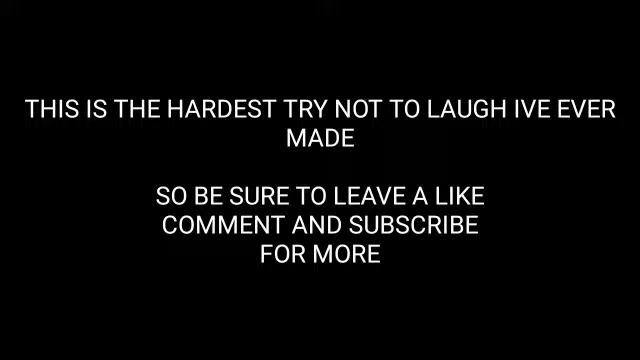 THIS IS THE HARDEST TRY NOT TO LAUGH IVE EVER
MADE
SO BE SURE TO LEAVE A LIKE
COMMENT AND SUBSCRIBE
FOR MORE